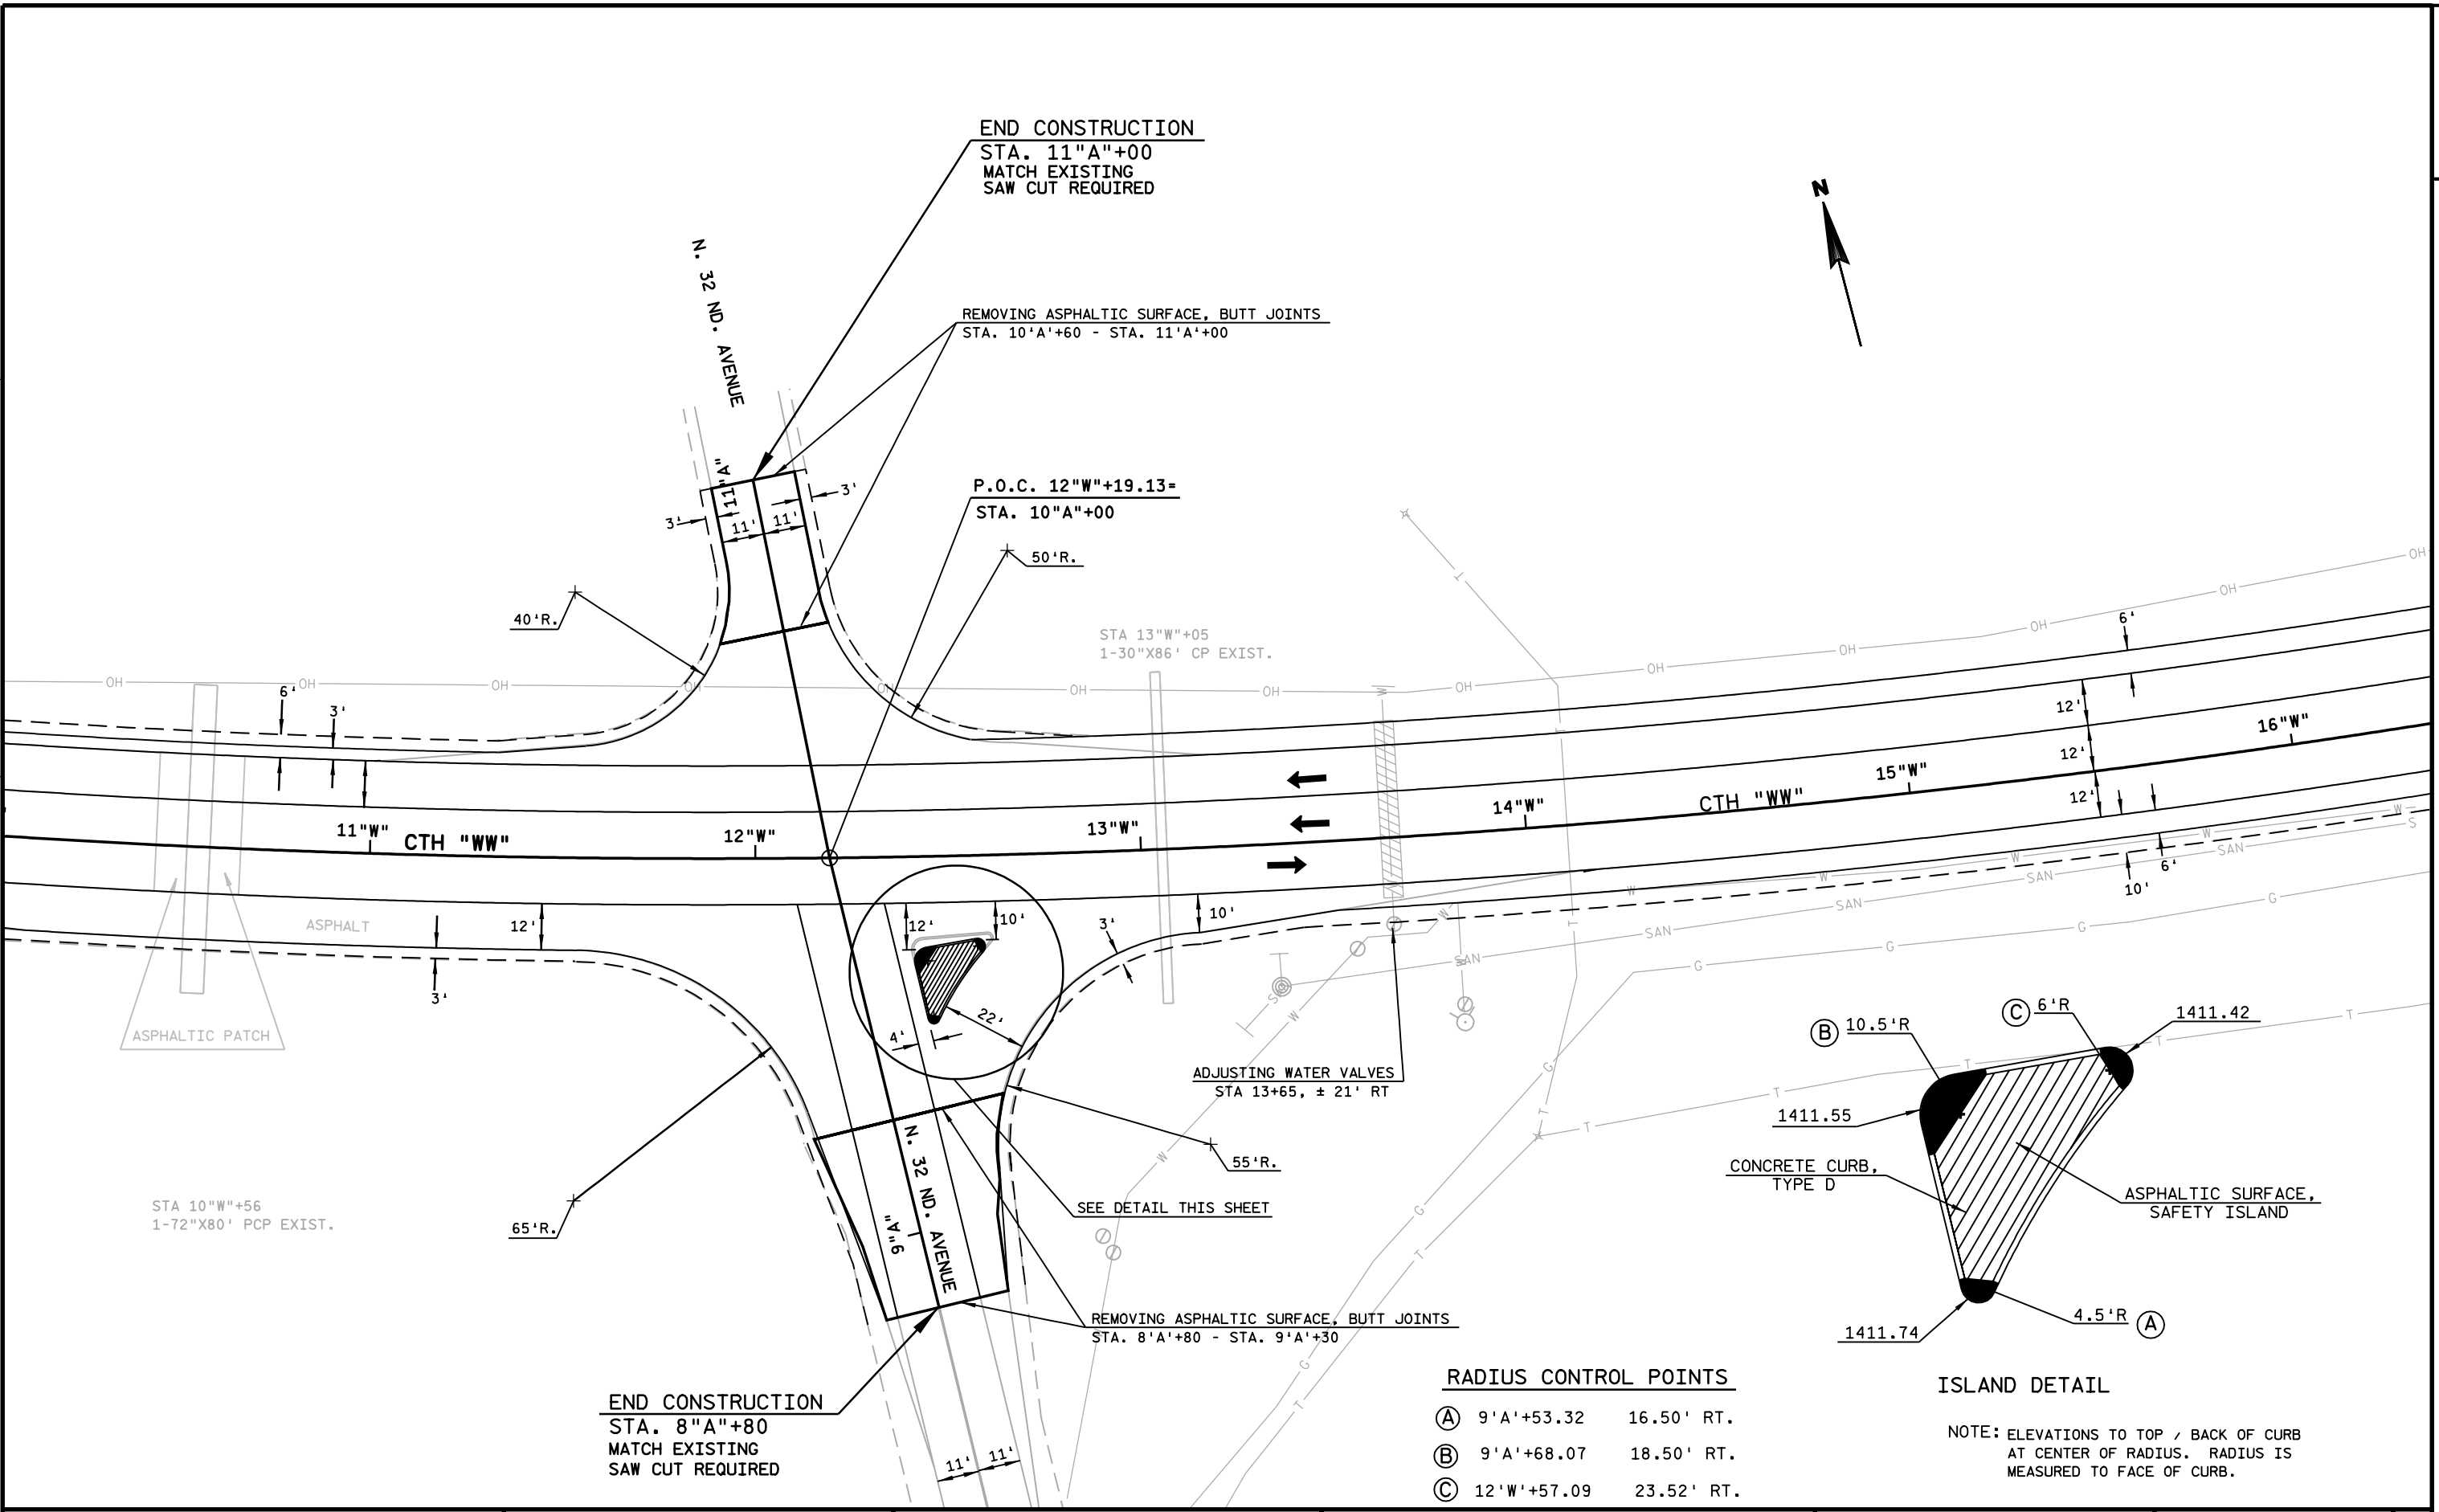 END CONSTRUCTION
STA. 11"A"+00
MATCH EXISTING
SAW CUT REQUIRED
N
N. 32 ND. AVENUE
REMOVING ASPHALTIC SURFACE, BUTT JOINTS
STA. 10'A'+60 - STA. 11'A'+00
11"A"
3'
3'
11'
11'
P.O.C. 12"W"+19.13=
STA. 10"A"+00
50'R.
40'R.
STA 13"W"+05
1-30"X86' CP EXIST.
OH
OH
OH
OH
OH
OH
OH
OH
OH
OH
OH
OH
OH
T
T
T
T
W
6'
3'
6'
12'
12'
12'
16"W"
15"W"
CTH "WW"
14"W"
13"W"
12"W"
11"W"
CTH "WW"
ASPHALT
12'
3'
12'
10'
3'
10'
6'
10'
W
W
W
W
W
W
S
SAN
SAN
SAN
SAN
SAN
G
G
G
G
22'
4'
ASPHALTIC PATCH
ADJUSTING WATER VALVES
STA 13+65, ± 21' RT
W
W
G
G
G
T
T
T
T
T
T
T
55'R.
SEE DETAIL THIS SHEET
STA 10"W"+56
1-72"X80' PCP EXIST.
65'R.
N. 32 ND. AVENUE
9"A"
REMOVING ASPHALTIC SURFACE, BUTT JOINTS
STA. 8'A'+80 - STA. 9'A'+30
END CONSTRUCTION
STA. 8"A"+80
MATCH EXISTING
SAW CUT REQUIRED
11'
11'
B 10.5'R
C 6'R
1411.42
1411.55
CONCRETE CURB,
TYPE D
ASPHALTIC SURFACE,
SAFETY ISLAND
4.5'R A
1411.74
ISLAND DETAIL
NOTE: ELEVATIONS TO TOP / BACK OF CURB
AT CENTER OF RADIUS. RADIUS IS
MEASURED TO FACE OF CURB.
RADIUS CONTROL POINTS
A 9'A'+53.32 16.50' RT.
B 9'A'+68.07 18.50' RT.
C 12'W'+57.09 23.52' RT.